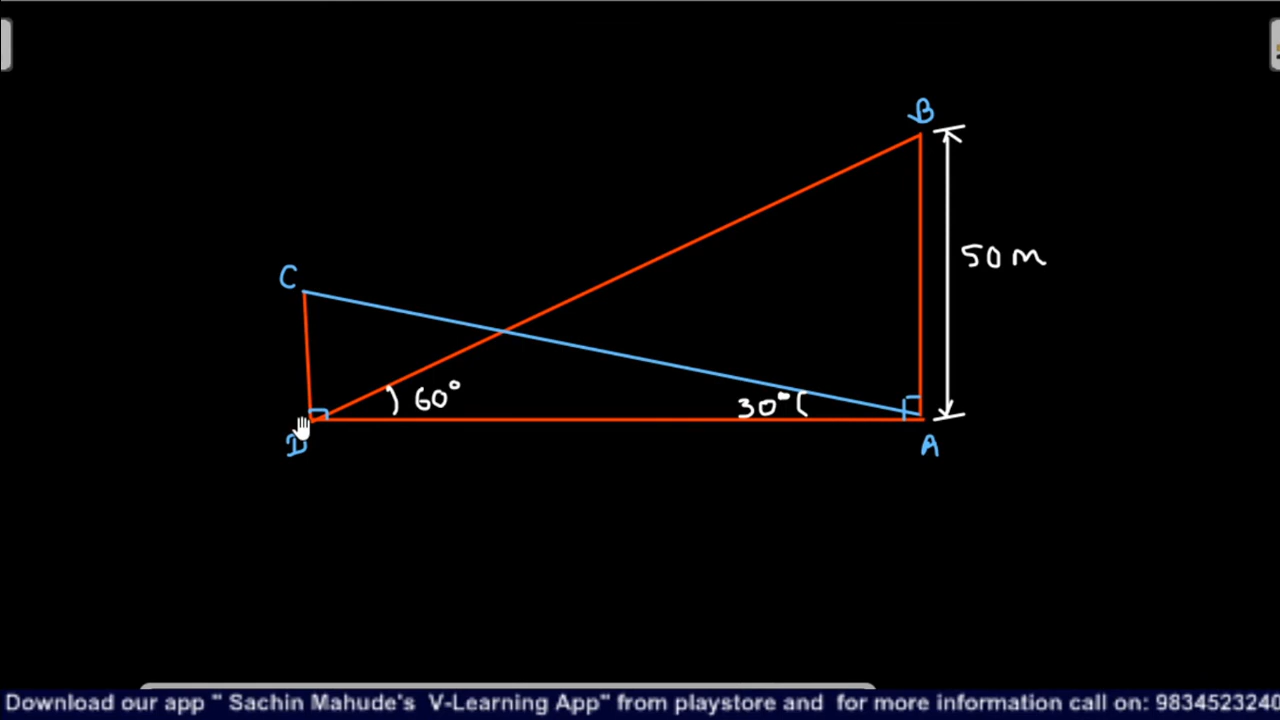 B
50 m
C
60°
30°
D
A
Download our app " Sachin Mahude's V-Learning App" from playstore and for more information call on: 9834523240